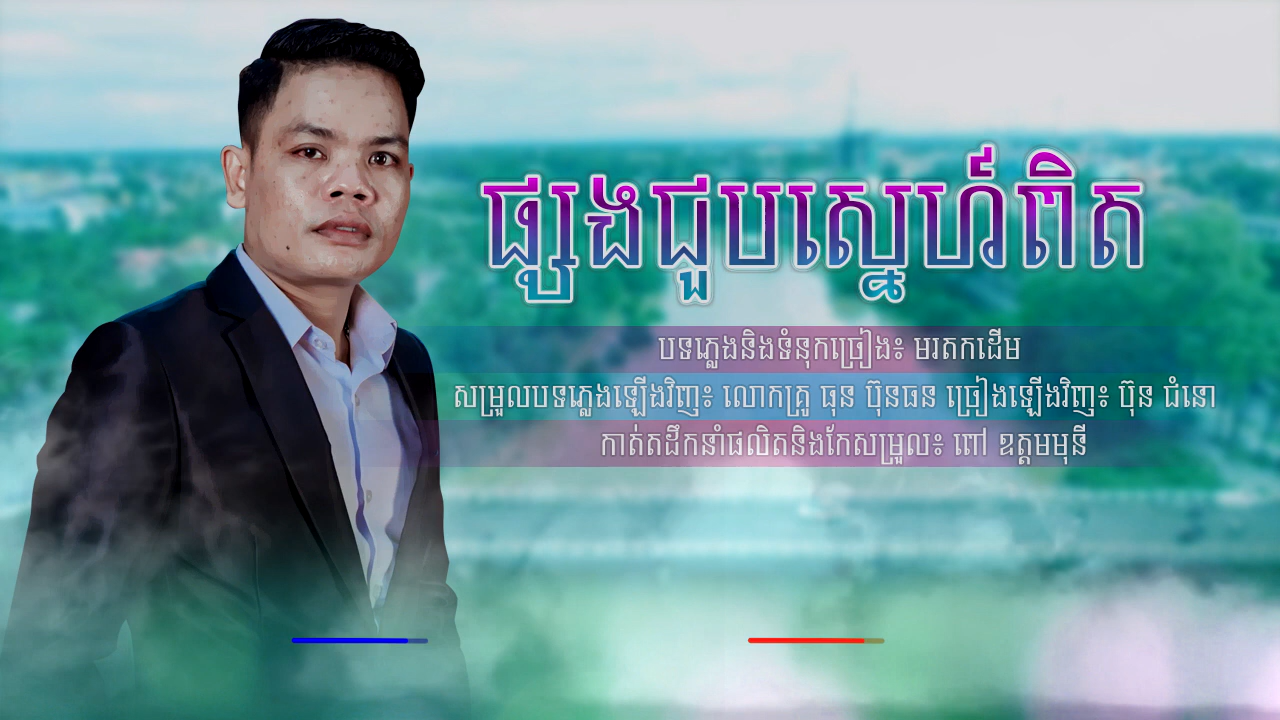 ផ្សងជួបស្នេហ៍ពិត
បទភ្លេងនិងទំនុកច្រៀង៖ មរតកដើម
សម្រួលបទភ្លេងឡើងវិញ៖ លោកគ្រូ ធុន ប៊ុនធន ច្រៀងឡើងវិញ៖ ប៊ុន ជំនោ
កាត់តដឹកនាំផលិតនិងកែសម្រួល៖ ពៅ ឧត្តមមុនី